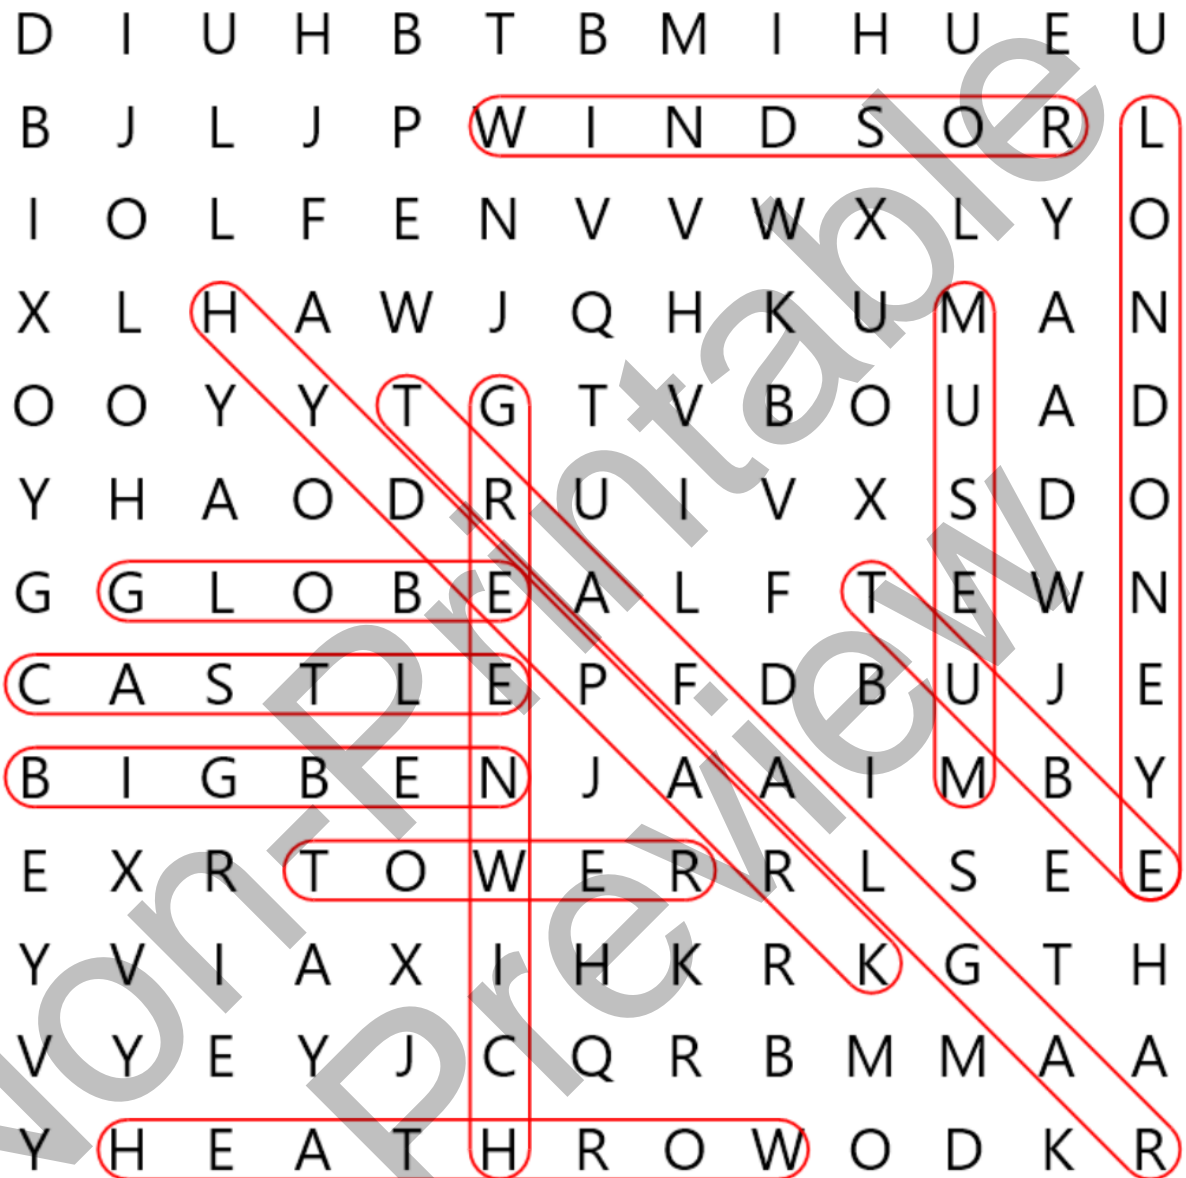 D I U H B T B M I H U E U
B J L J P W I N D S O R L
I O L F E N V V W X L Y O
X L H A W J Q H K U M A N
O O Y Y T G T V B O U A D
Y H A O D R U I V X S D O
G G L O B E A L F T E W N
C A S T L E P F D B U J E
B I G B E N J A A I M B Y
E X R T O W E R R L S E E
Y V I A X I H K R K G T H
V Y E Y J C Q R B M M A A
Y H E A T H R O W O D K R
Non-Printable
Preview